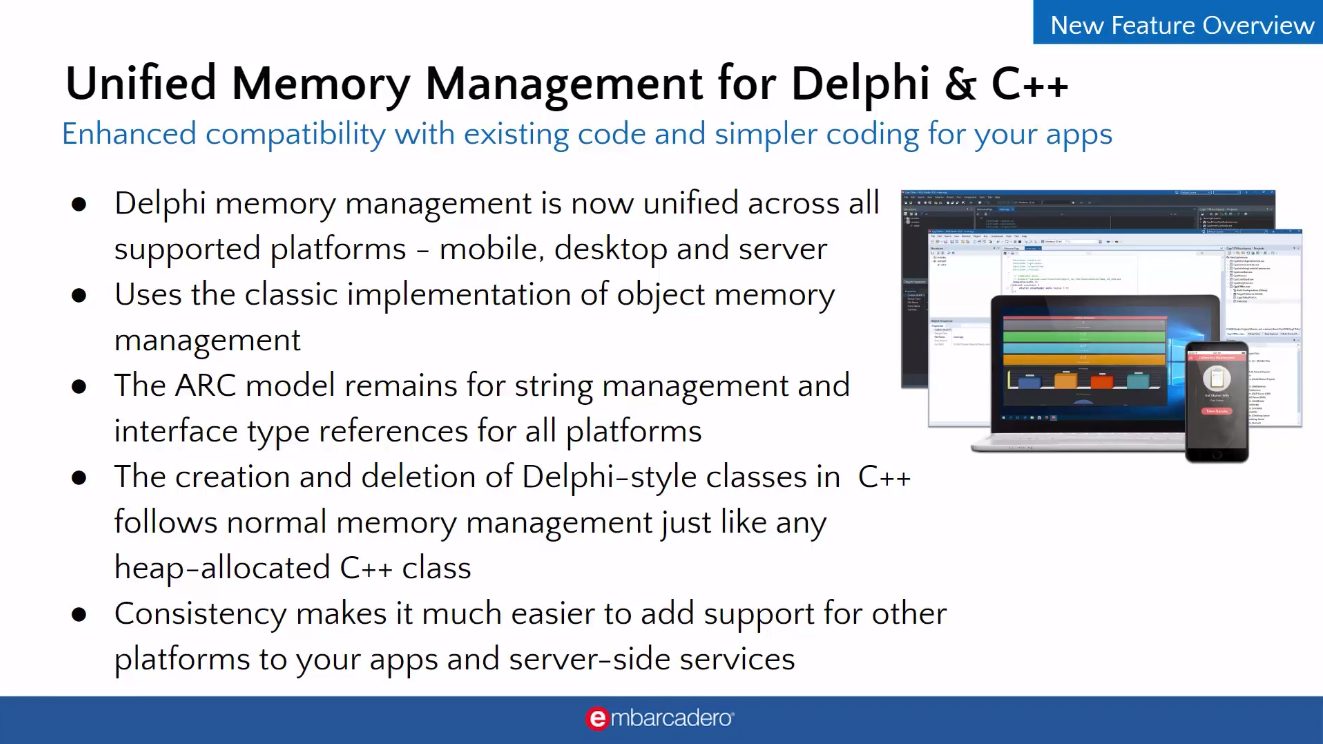 New Feature Overview
Unified Memory Management for Delphi & C++
Enhanced compatibility with existing code and simpler coding for your apps
● Delphi memory management is now unified across all
supported platforms – mobile, desktop and server
● Uses the classic implementation of object memory
management
● The ARC model remains for string management and
interface type references for all platforms
● The creation and deletion of Delphi-style classes in C++
follows normal memory management just like any
heap-allocated C++ class
● Consistency makes it much easier to add support for other
platforms to your apps and server-side services
embarcadero®